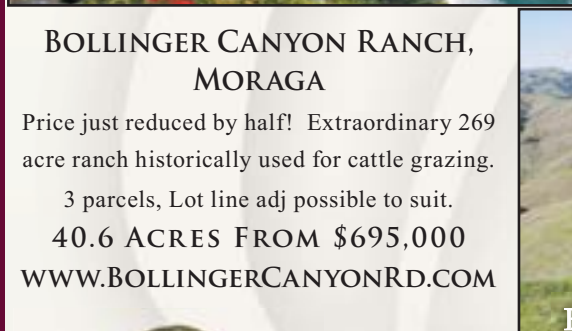 Bollinger Canyon Ranch,
Moraga
Price just reduced by half! Extraordinary 269
acre ranch historically used for cattle grazing.
3 parcels, Lot line adj possible to suit.
40.6 Acres From $695,000
www.BollingerCanyonRd.com